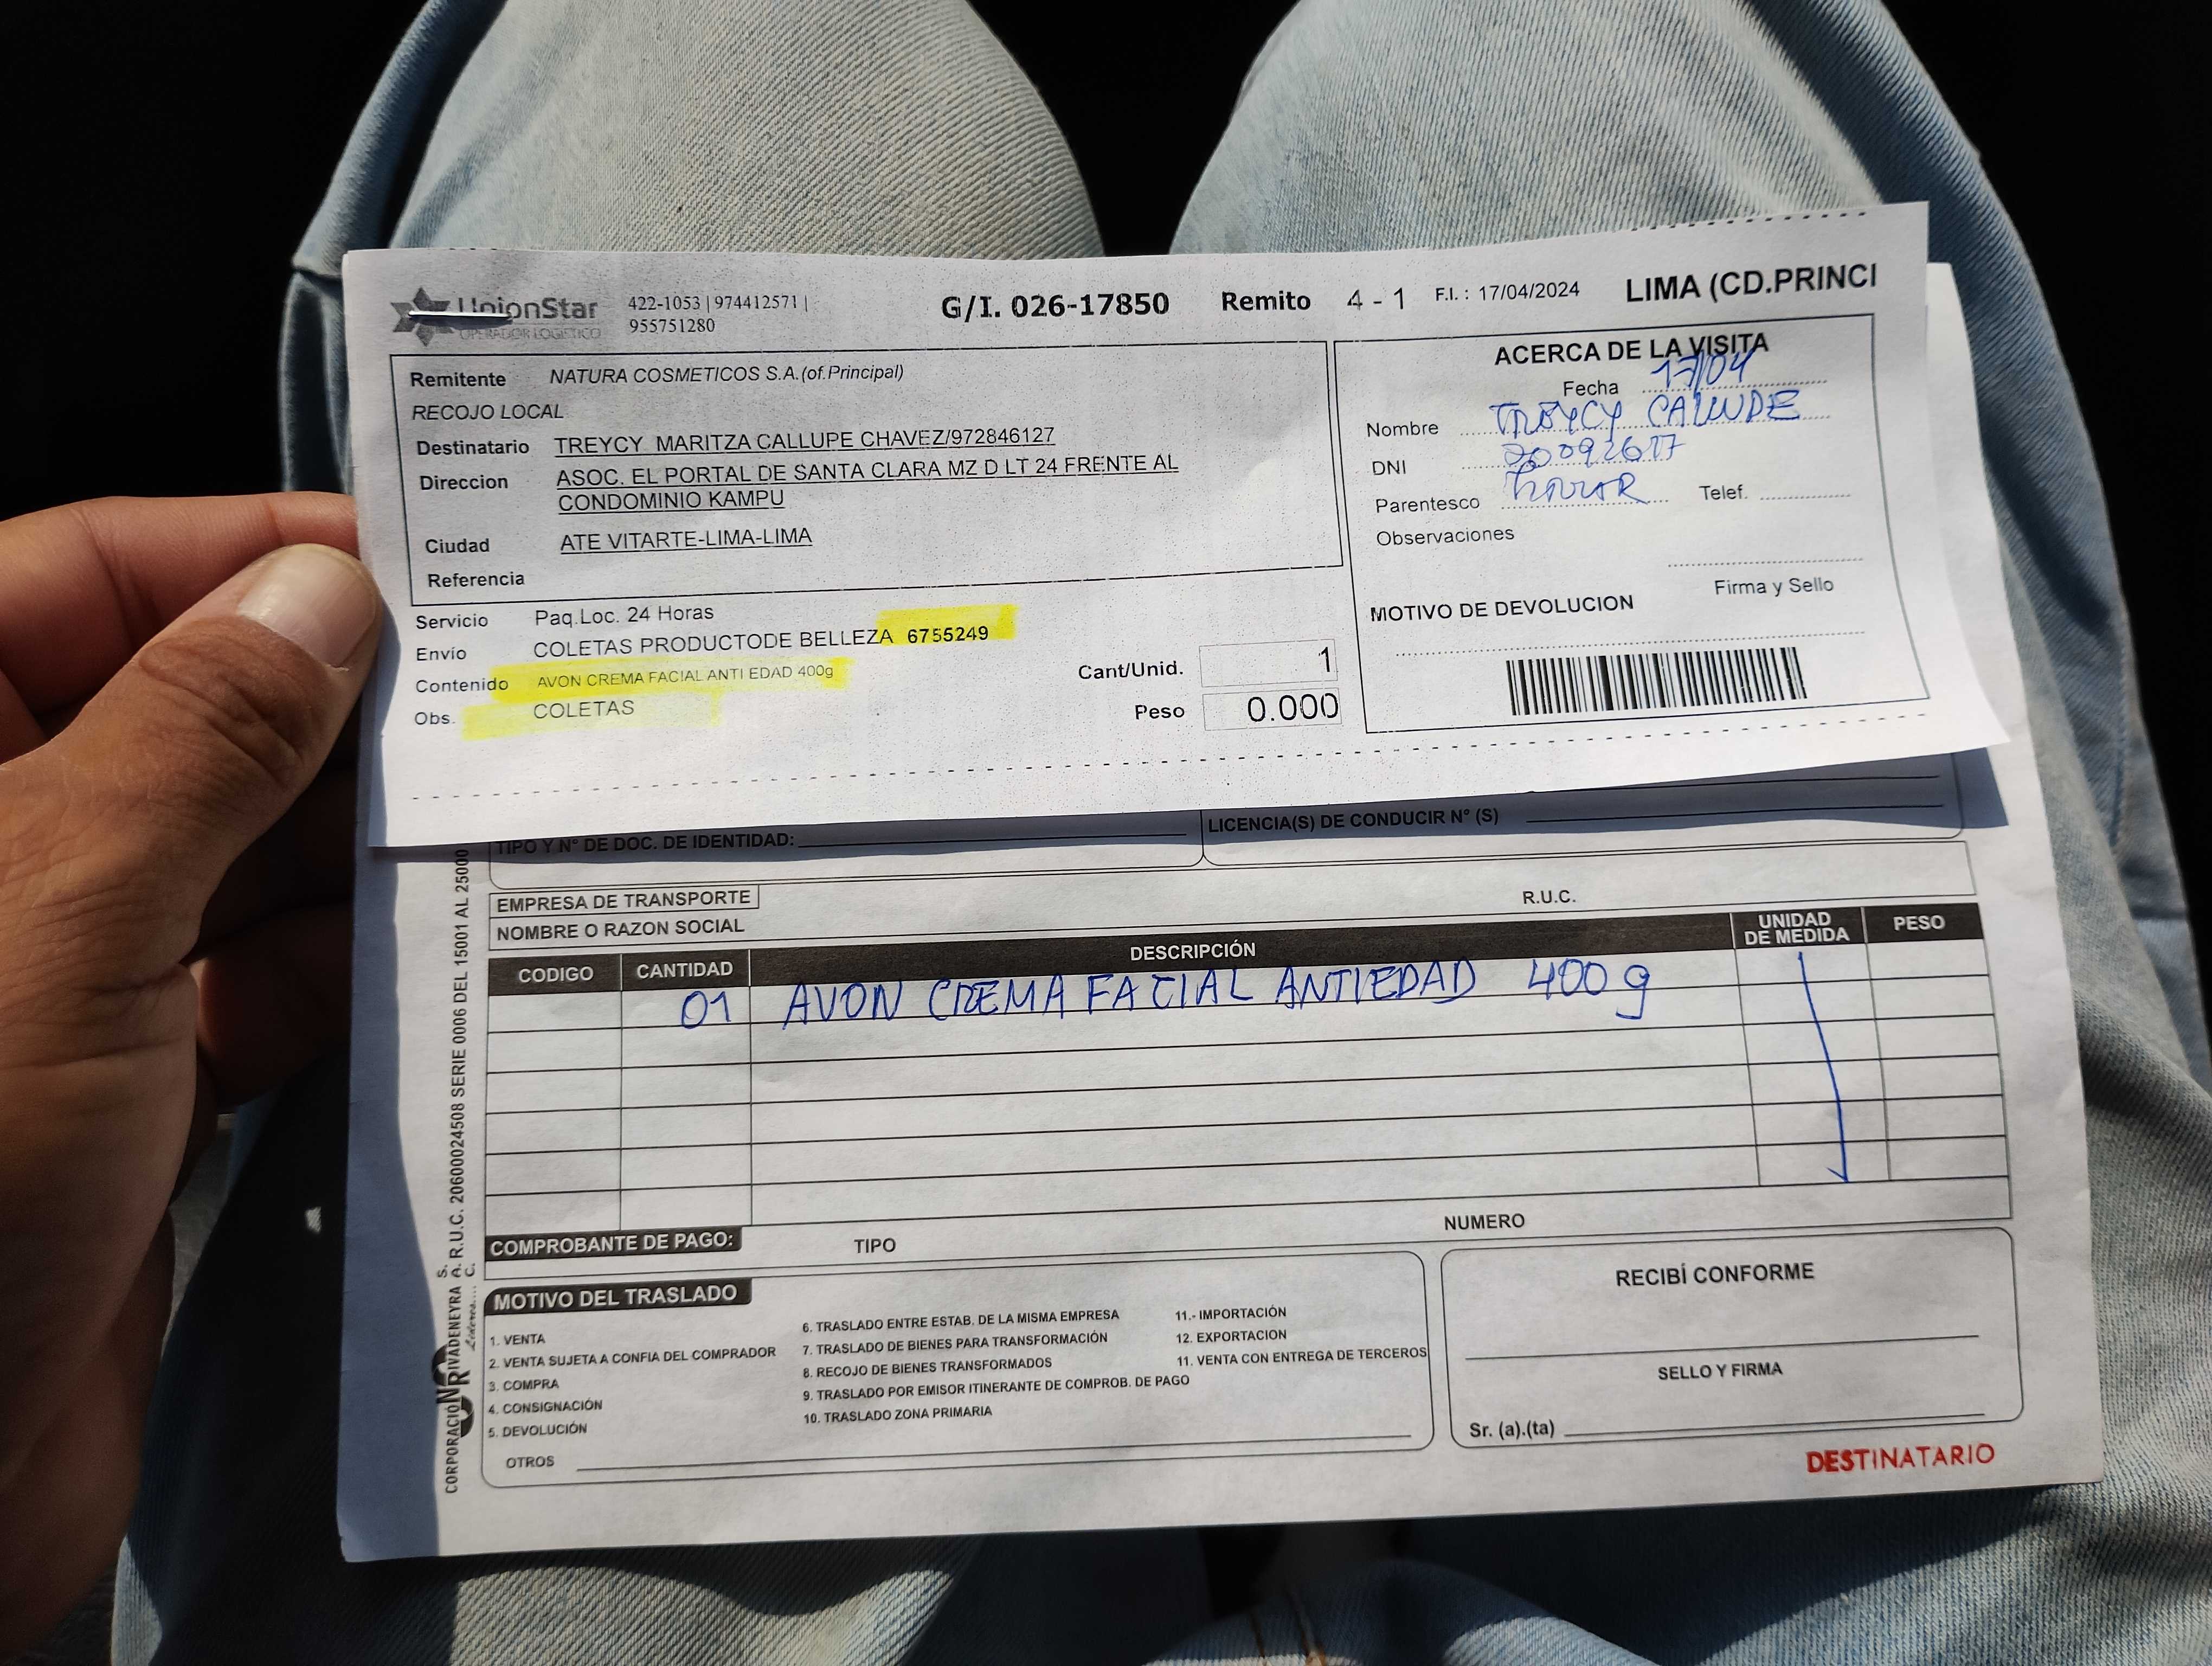 UnionStar
OPERADOR LOGISTICO
422-1053 | 974412571 |
955751280
G/I. 026-17850 Remito 4 - 1 F.I. : 17/04/2024 LIMA (CD.PRINCI
Remitente NATURA COSMETICOS S.A.(of.Principal)
RECOJO LOCAL
Destinatario TREYCY MARITZA CALLUPE CHAVEZ/972846127
Direccion ASOC. EL PORTAL DE SANTA CLARA MZ D LT 24 FRENTE AL
CONDOMINIO KAMPU
Ciudad ATE VITARTE-LIMA-LIMA
Referencia
Servicio Paq.Loc. 24 Horas
Envío COLETAS PRODUCTODE BELLEZA 6755249
Contenido AVON CREMA FACIAL ANTI EDAD 400g
Obs. COLETAS
Cant/Unid. 1
Peso 0.000
ACERCA DE LA VISITA
Fecha 17/04
Nombre TREYCY
DNI
Parentesco
Telef.
Observaciones
Firma y Sello
MOTIVO DE DEVOLUCION
TIPO Y N° DE DOC. DE IDENTIDAD:
LICENCIA(S) DE CONDUCIR N° (S)
EMPRESA DE TRANSPORTE
R.U.C.
NOMBRE O RAZON SOCIAL
CODIGO CANTIDAD DESCRIPCIÓN UNIDAD DE MEDIDA PESO
01 AVON CREMA FACIAL ANTIEDAD 400 g
COMPROBANTE DE PAGO: TIPO NUMERO
MOTIVO DEL TRASLADO
1. VENTA
2. VENTA SUJETA A CONFIA DEL COMPRADOR
3. COMPRA
4. CONSIGNACIÓN
5. DEVOLUCIÓN
6. TRASLADO ENTRE ESTAB. DE LA MISMA EMPRESA
7. TRASLADO DE BIENES PARA TRANSFORMACIÓN
8. RECOJO DE BIENES TRANSFORMADOS
9. TRASLADO POR EMISOR ITINERANTE DE COMPROB. DE PAGO
10. TRASLADO ZONA PRIMARIA
11.- IMPORTACIÓN
12. EXPORTACION
11. VENTA CON ENTREGA DE TERCEROS
OTROS
RECIBÍ CONFORME
SELLO Y FIRMA
Sr. (a).(ta)
DESTINATARIO
CORPORACION RIVADENEYRA S.A.C. R.U.C. 20600024508 SERIE 0006 DEL 15001 AL 25000